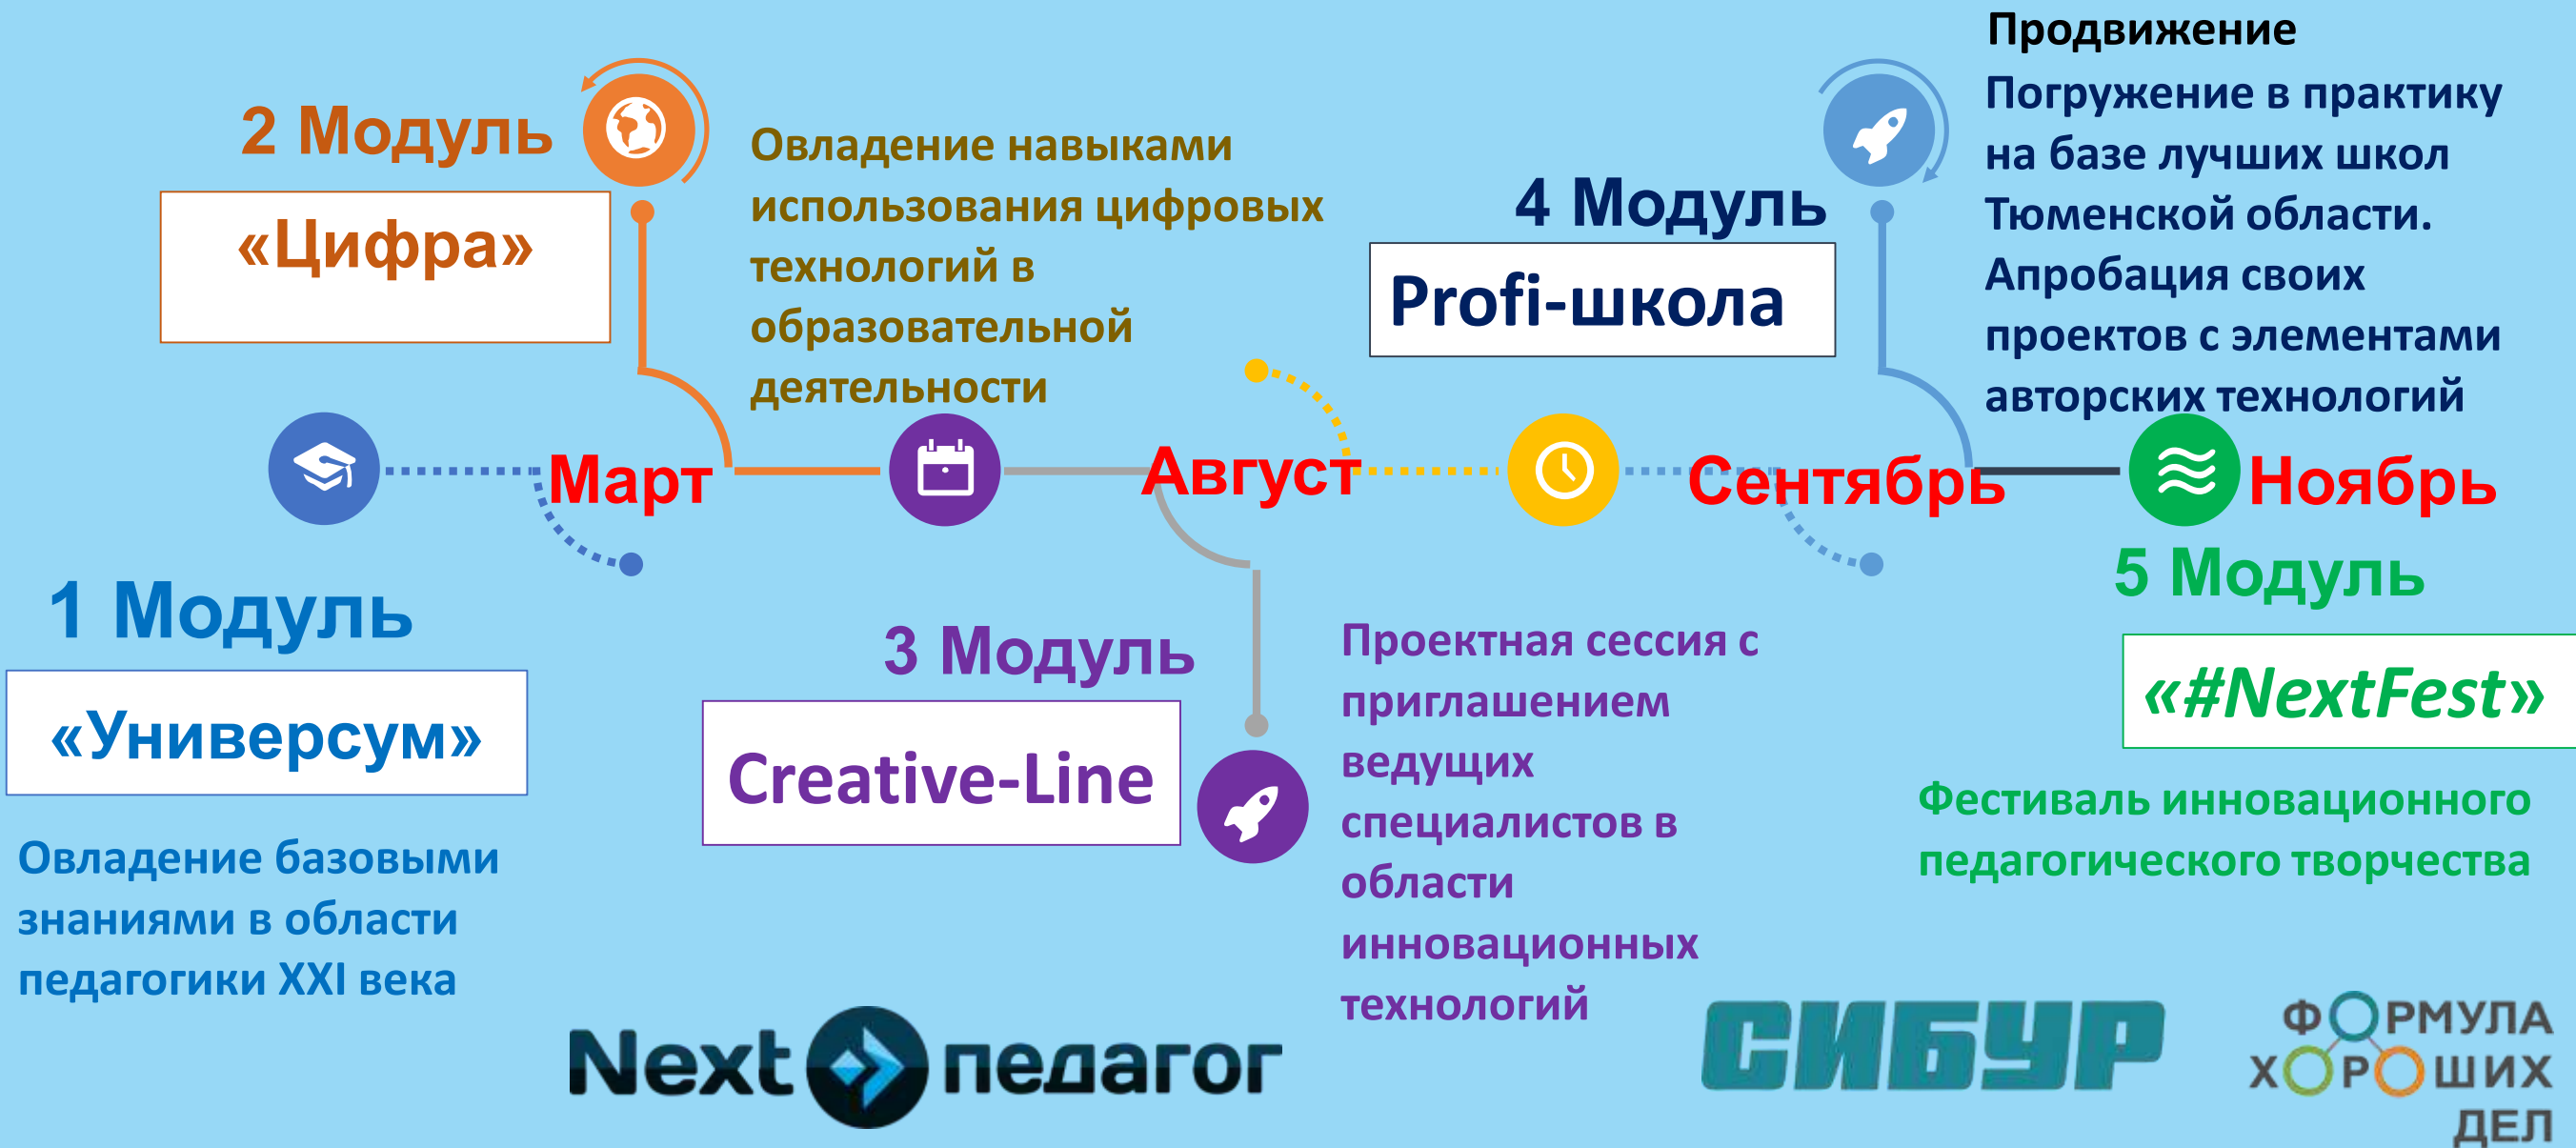 2 Модуль
«Цифра»
Овладение навыками
использования цифровых
технологий в
образовательной
деятельности
4 Модуль
Profi-школа
Продвижение
Погружение в практику
на базе лучших школ
Тюменской области.
Апробация своих
проектов с элементами
авторских технологий
Март
Август
Сентябрь
Ноябрь
1 Модуль
«Универсум»
Овладение базовыми
знаниями в области
педагогики XXI века
3 Модуль
Creative-Line
Проектная сессия с
приглашением
ведущих
специалистов в
области
инновационных
технологий
5 Модуль
«#NextFest»
Фестиваль инновационного
педагогического творчества
Next педагог
СИБУР
ФОРМУЛА
ХОРОШИХ
ДЕЛ